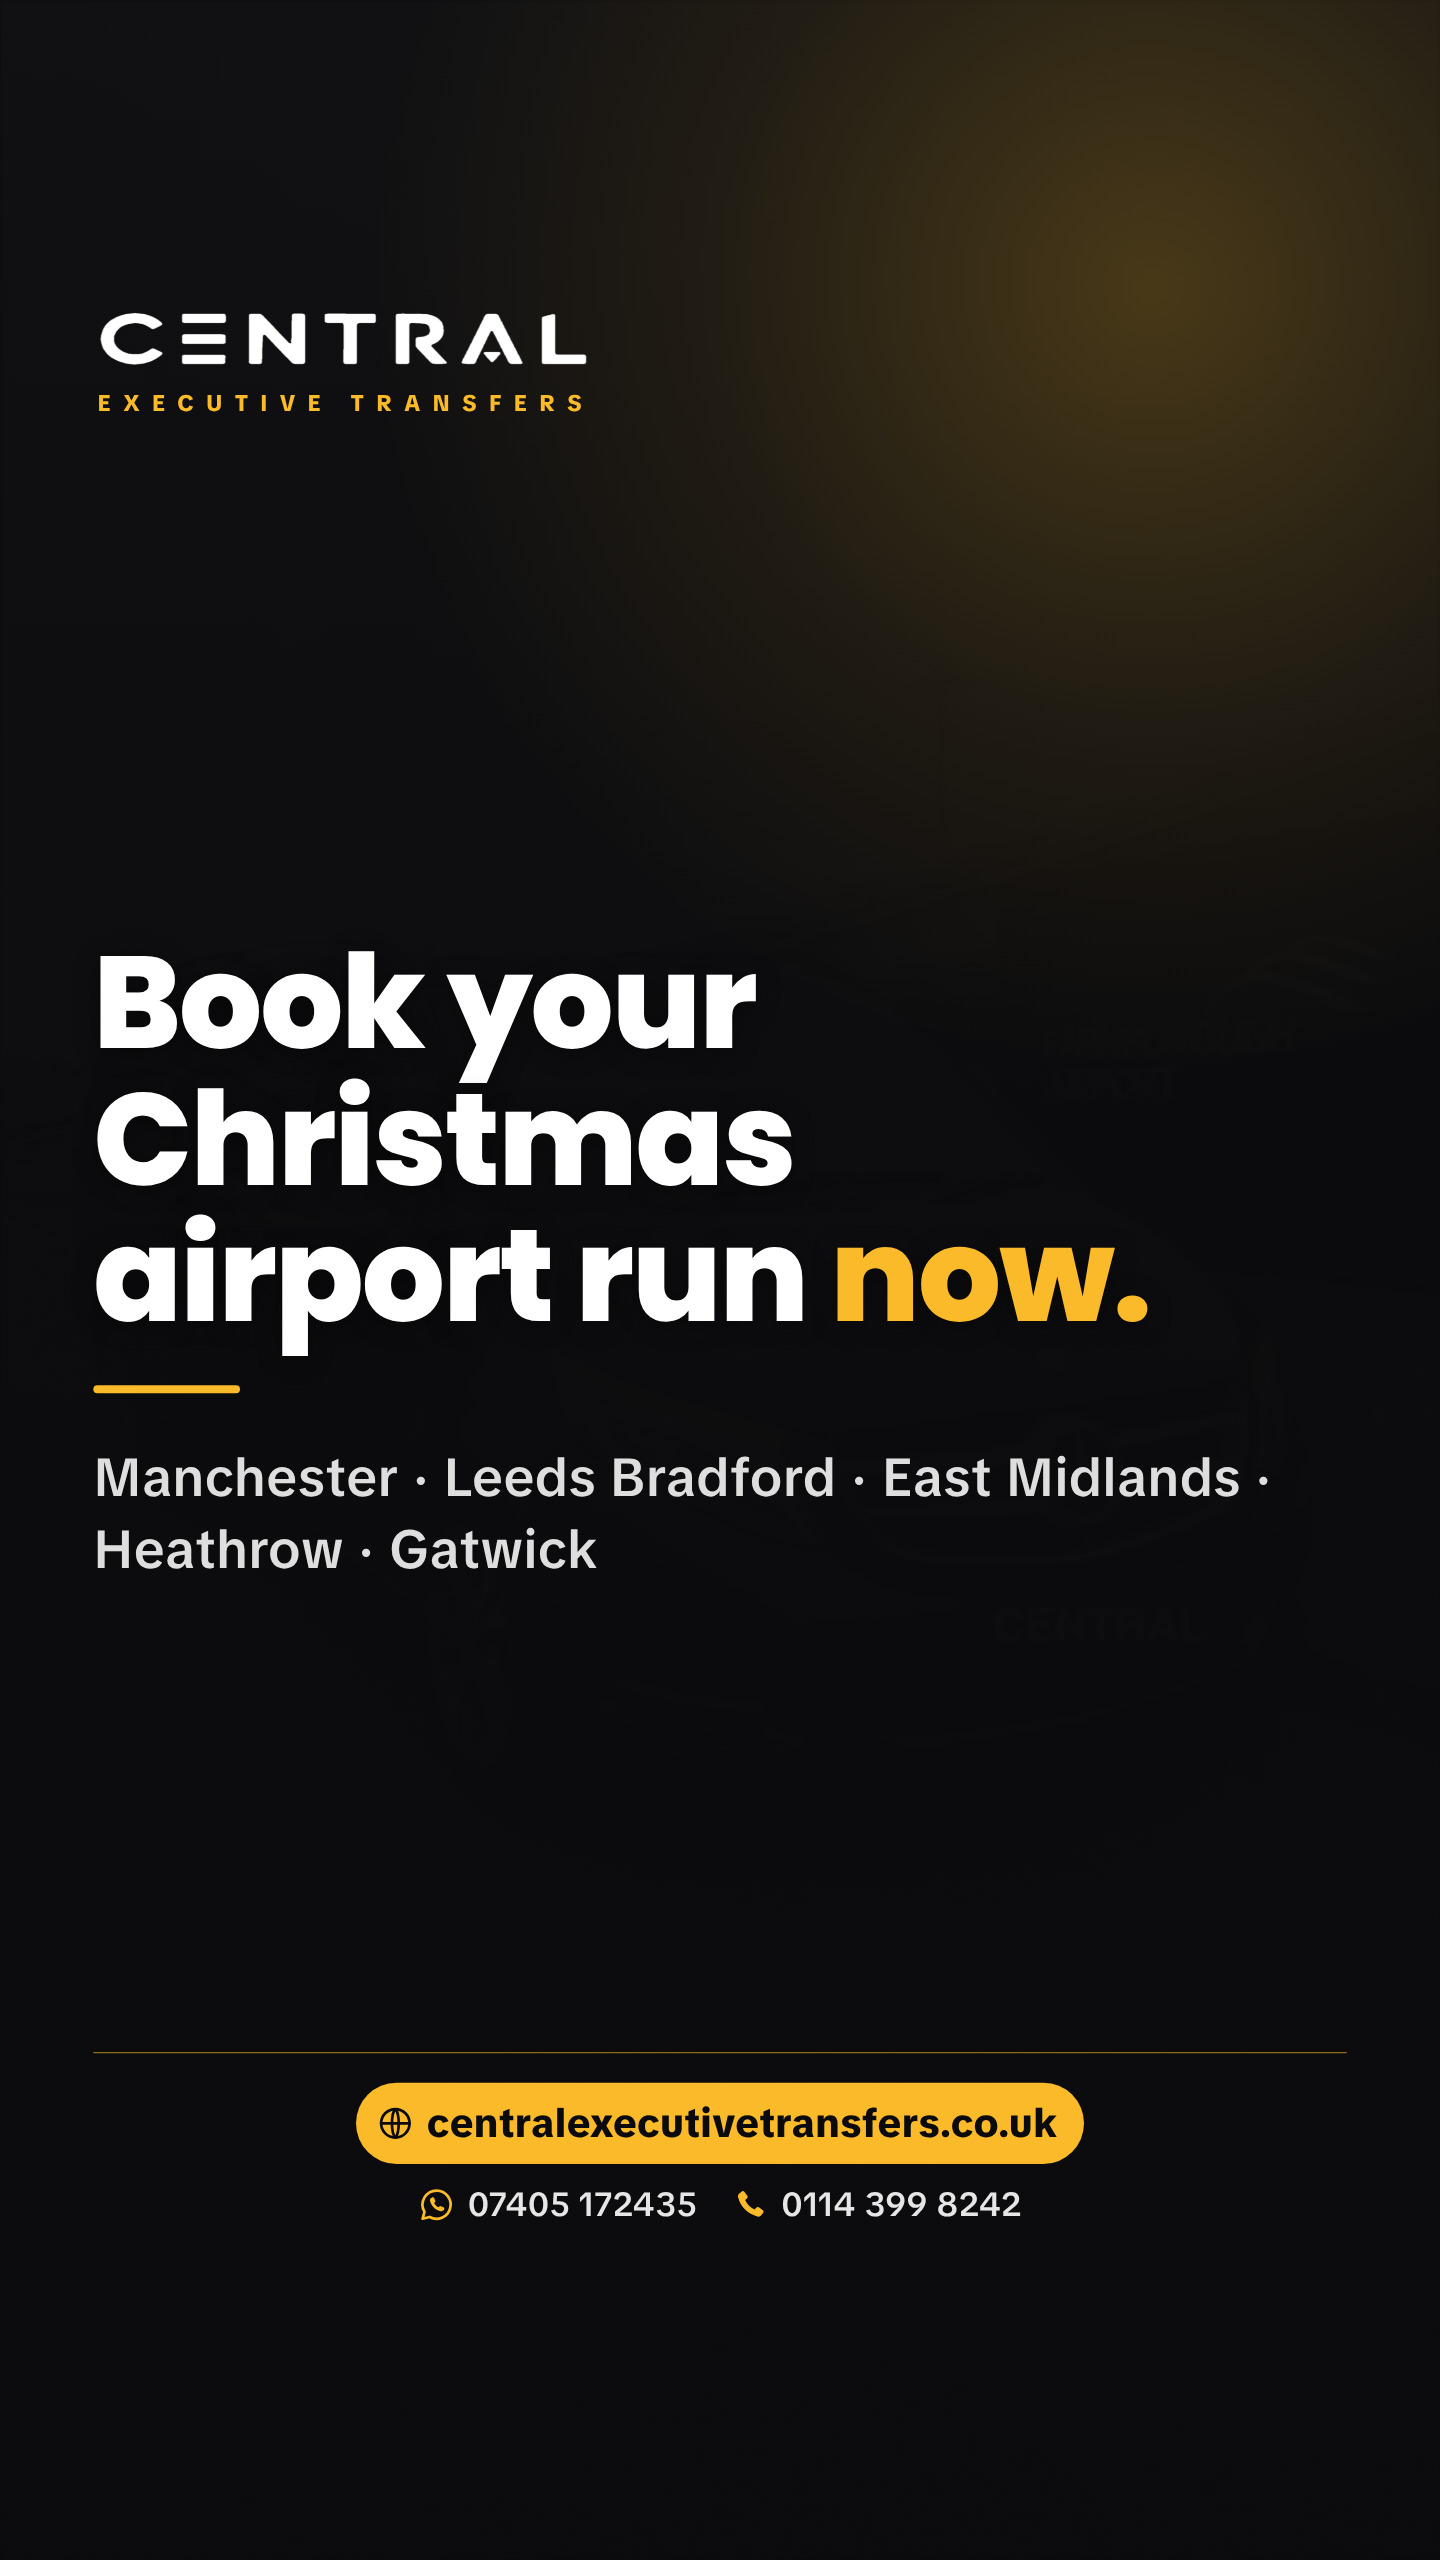 CENTRAL
EXECUTIVE TRANSFERS
Book your
Christmas
airport run now.
Manchester · Leeds Bradford · East Midlands ·
Heathrow · Gatwick
CENTRAL
centralexecutivetransfers.co.uk
07405 172435 0114 399 8242